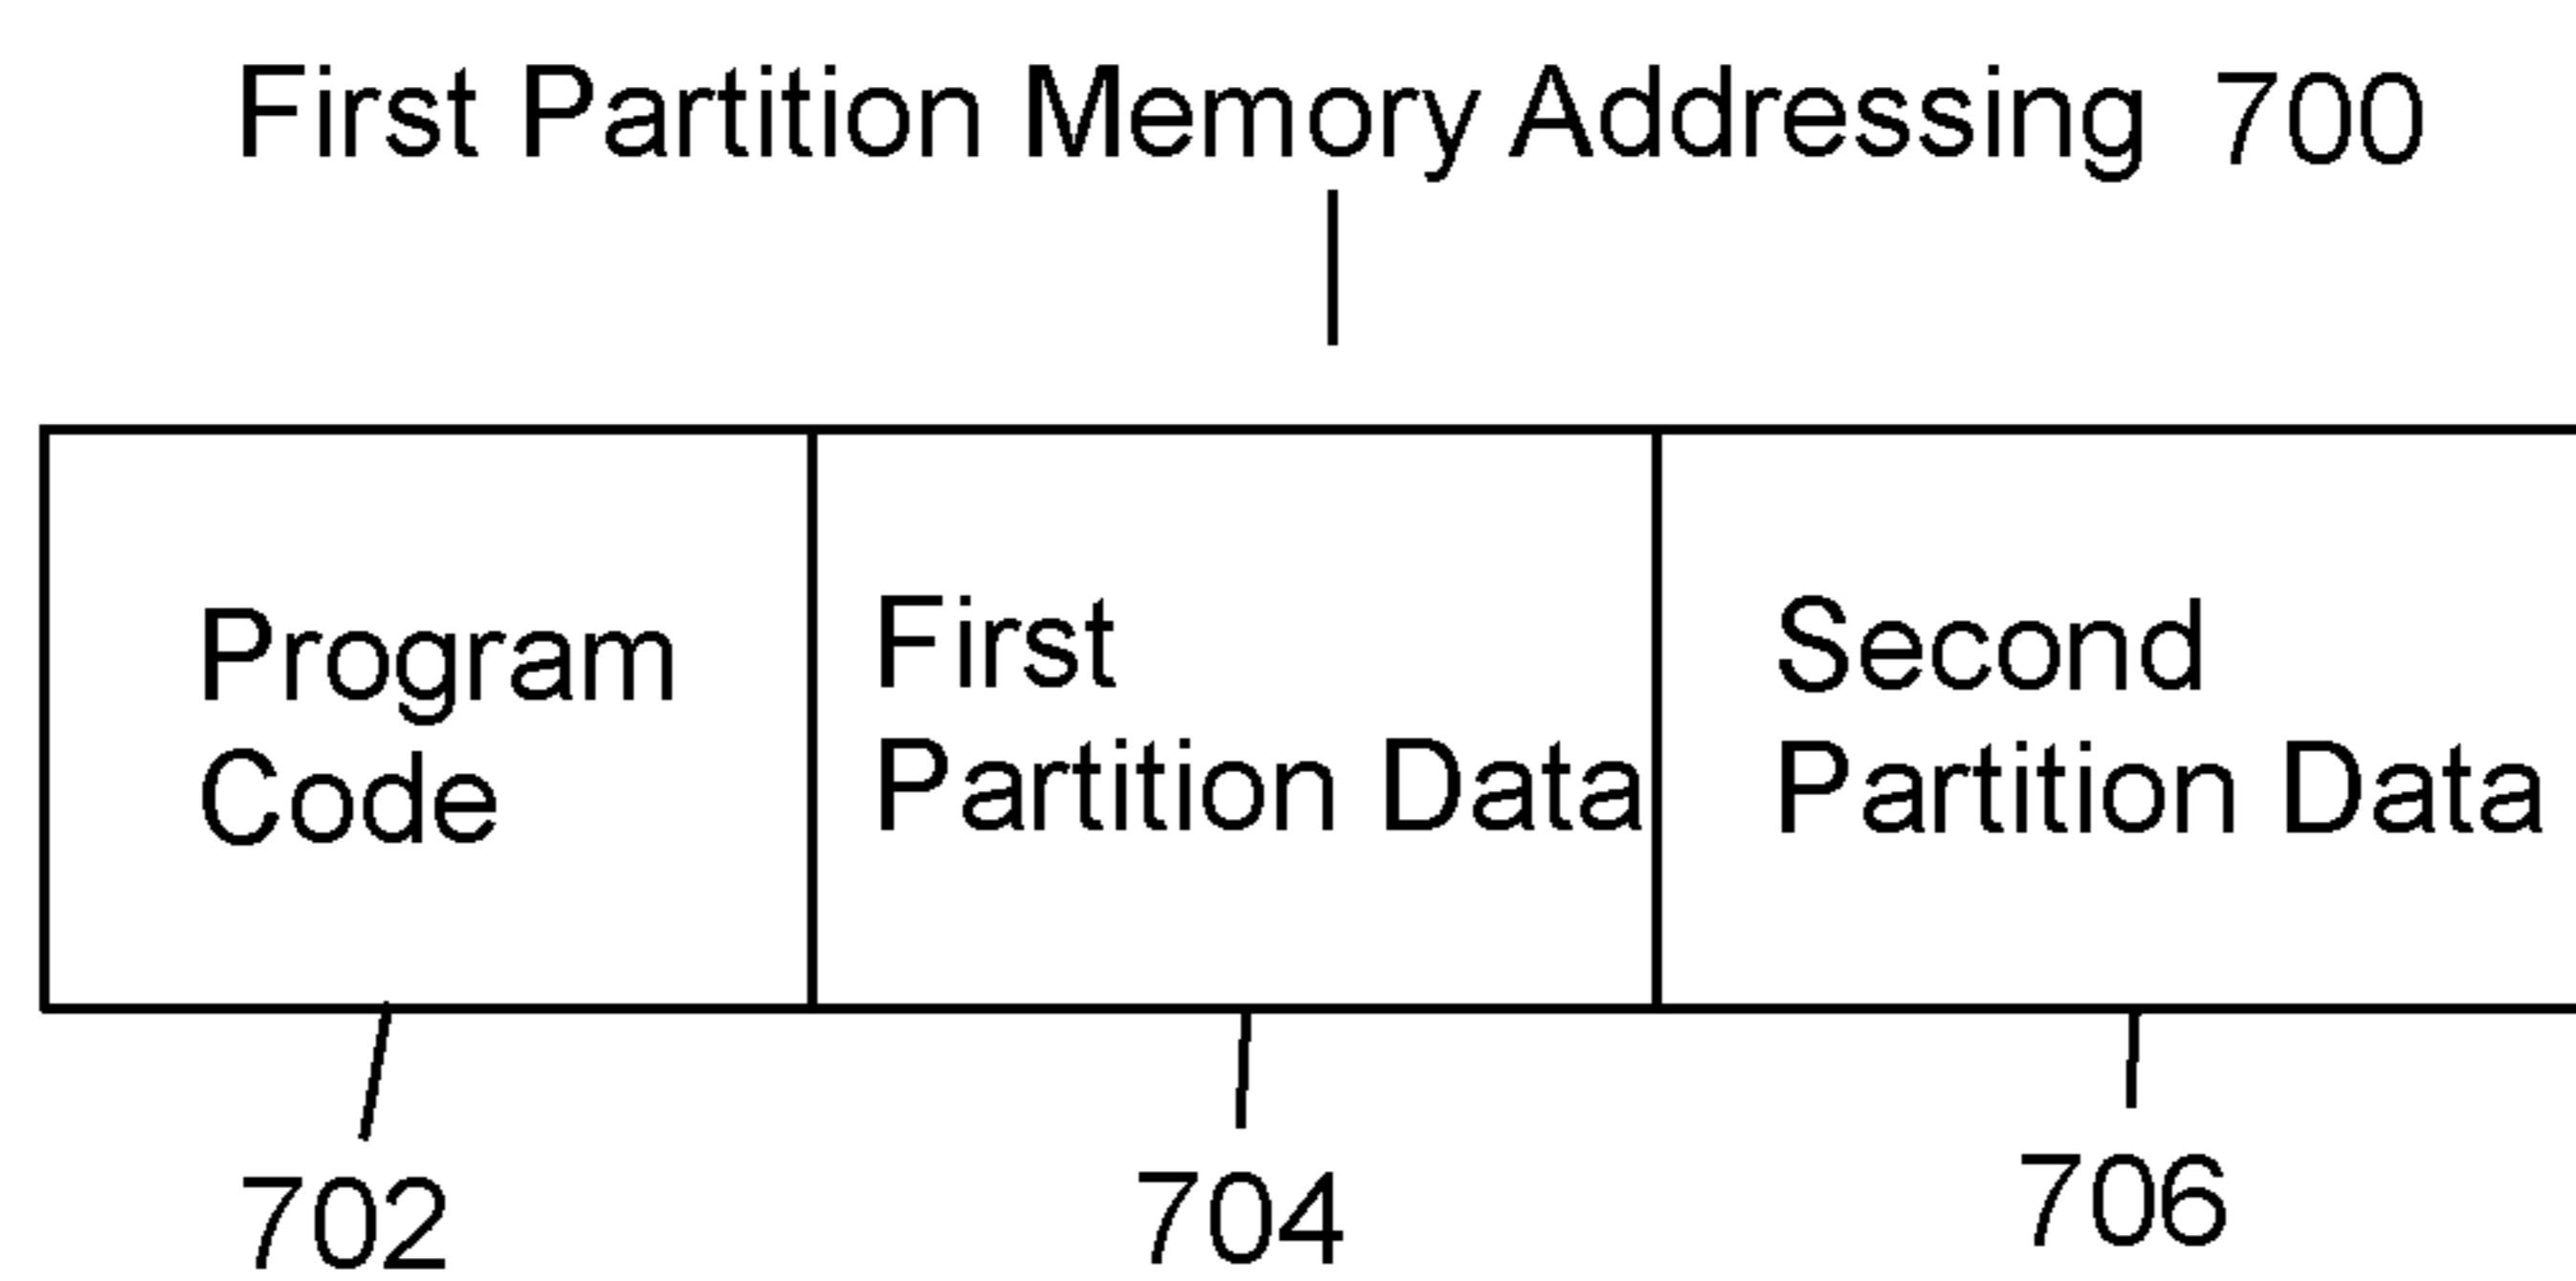 First Partition Memory Addressing 700
Program
Code
First
Partition Data
Second
Partition Data
702
704
706